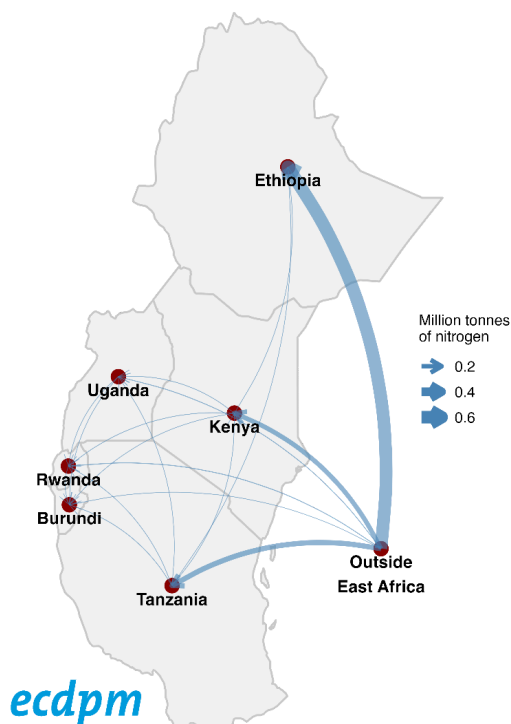 Ethiopia
Million tonnes
of nitrogen
0.2
0.4
0.6
Uganda
Kenya
Rwanda
Burundi
Outside
East Africa
Tanzania
ecdpm